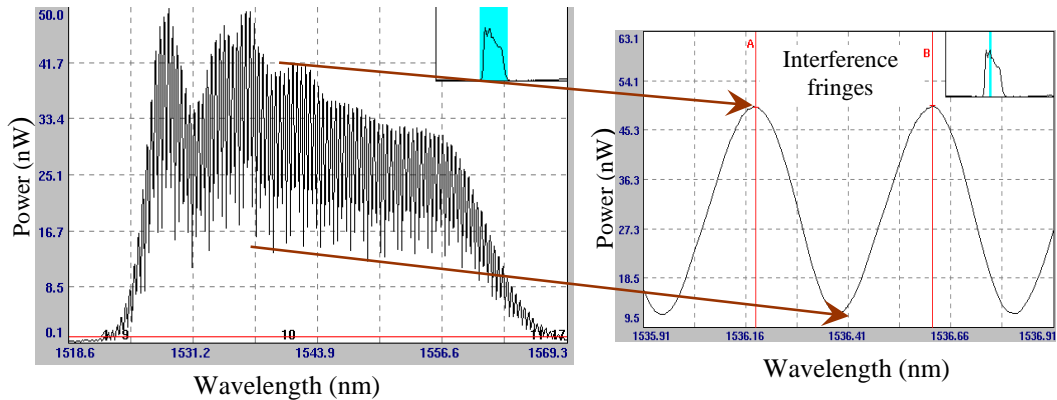 50.0
41.7
33.4
25.1
16.7
8.5
0.1
Power (nW)
9
10
17
1518.6 1531.2 1543.9 1556.6 1569.3
Wavelength (nm)
63.1
54.1
45.3
36.3
27.3
18.5
9.5
Power (nW)
A
B
Interference
fringes
1535.91 1536.16 1536.41 1536.66 1536.91
Wavelength (nm)